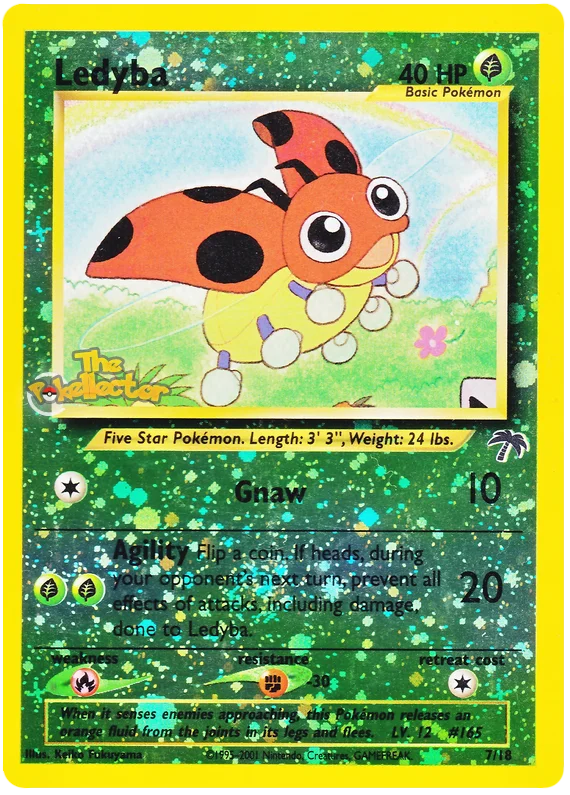 Ledyba
40 HP
Basic Pokémon
The
Pokellector
Five Star Pokémon. Length: 3' 3", Weight: 24 lbs.
Gnaw 10
Agility Flip a coin. If heads, during
your opponent's next turn, prevent all
effects of attacks, including damage,
done to Ledyba.
20
weakness resistance retreat cost
-30
When it senses enemies approaching, this Pokémon releases an
orange fluid from the joints in its legs and flees. LV. 12 #165
Illus. Keiko Fukuyama ©1995-2001 Nintendo, Creatures, GAMEFREAK. 7/18